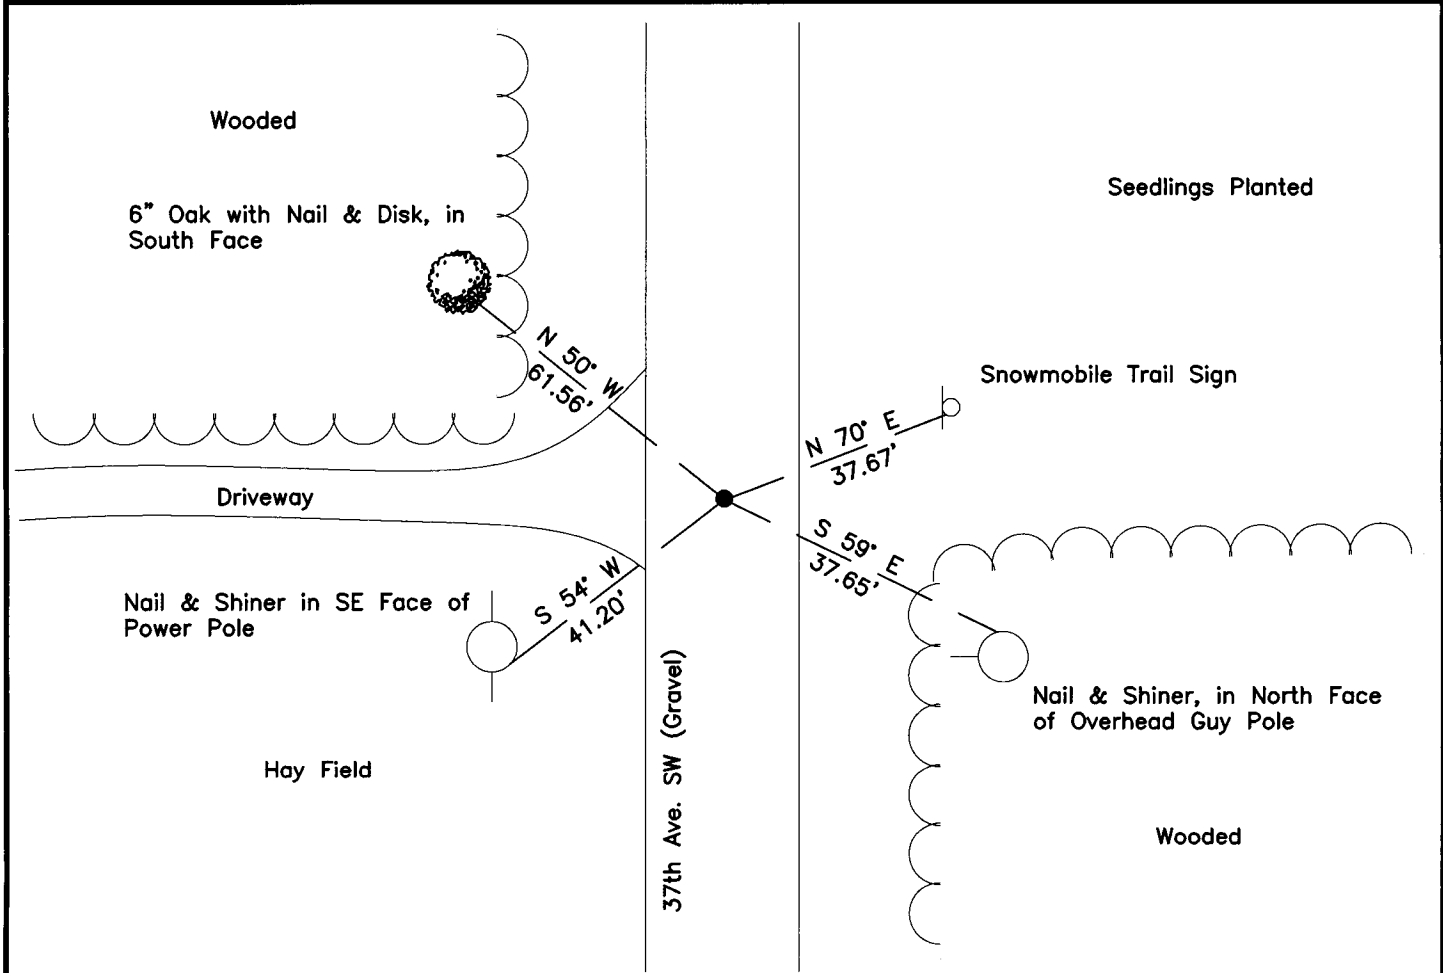 Wooded
Seedlings Planted
6" Oak with Nail & Disk, in
South Face
N 50° W
61.56'
Snowmobile Trail Sign
N 70° E
37.67'
Driveway
S 59° E
37.65'
S 54° W
41.20'
Nail & Shiner in SE Face of
Power Pole
37th Ave. SW (Gravel)
Nail & Shiner, in North Face
of Overhead Guy Pole
Hay Field
Wooded